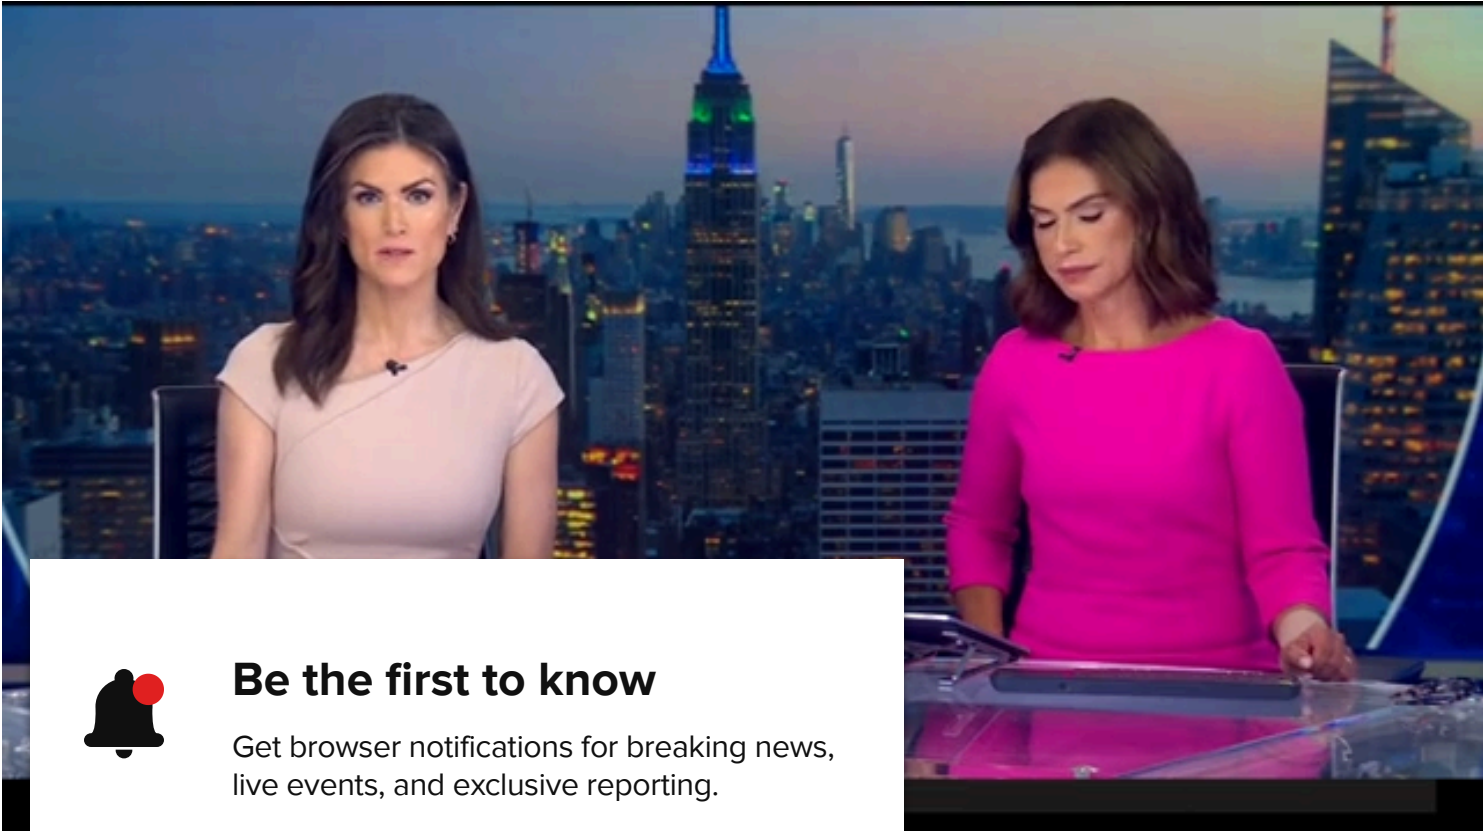 Be the first to know
Get browser notifications for breaking news,
live events, and exclusive reporting.